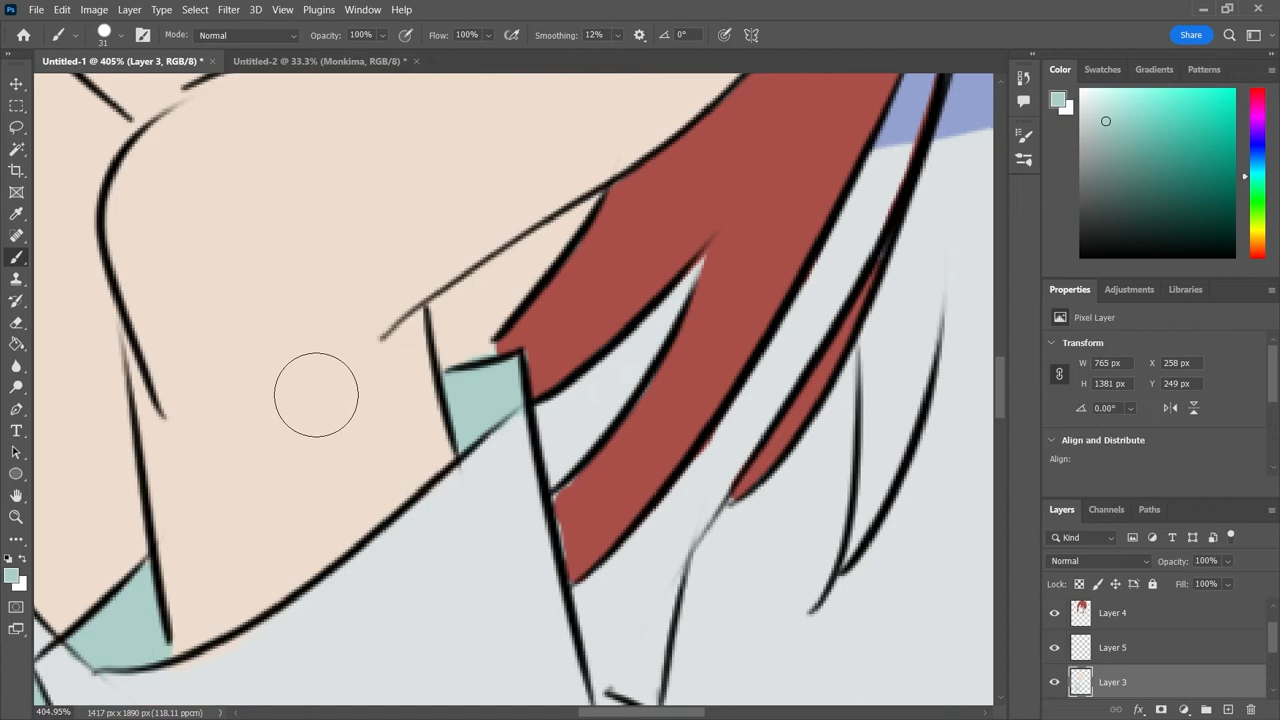 Ps File Edit Image Layer Type Select Filter 3D View Plugins Window Help
31 Mode: Normal Opacity: 100% Flow: 100% Smoothing: 12% 0° Share
Untitled-1 @ 405% (Layer 3, RGB/8) * × Untitled-2 @ 33.3% (Monkima, RGB/8) * ×
Color Swatches Gradients Patterns
Properties Adjustments Libraries
Pixel Layer
Transform
W 765 px X 258 px
H 1381 px Y 249 px
0.00°
Align and Distribute
Align:
Layers Channels Paths
Kind
Normal Opacity: 100%
Lock: Fill: 100%
Layer 4
Layer 5
Layer 3
404.95% 1417 px x 1890 px (118.11 ppcm)